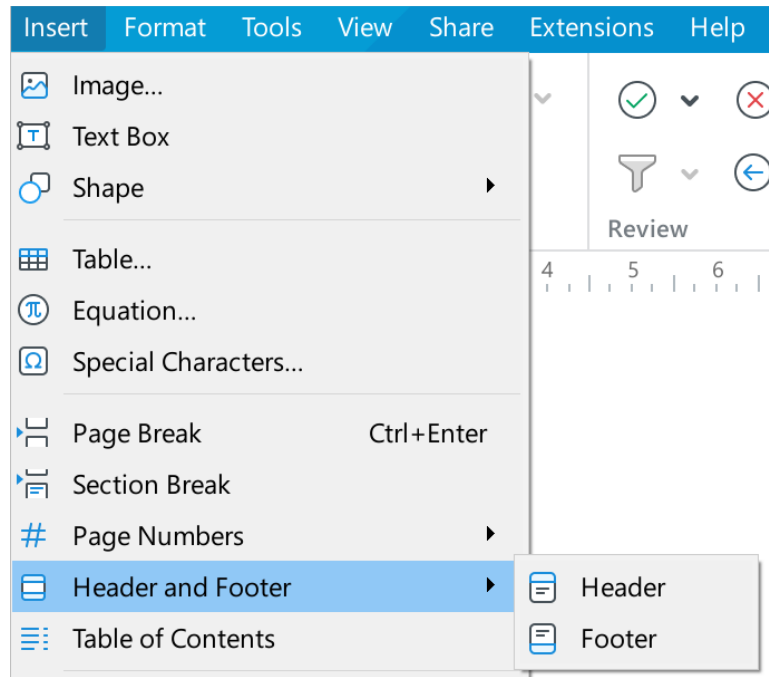 Insert Format Tools View Share Extensions Help
Image...
Text Box
Shape
Table...
Equation...
Special Characters...
Page Break Ctrl+Enter
Section Break
Page Numbers
Header and Footer
Table of Contents
Header
Footer
Review
4 5 6